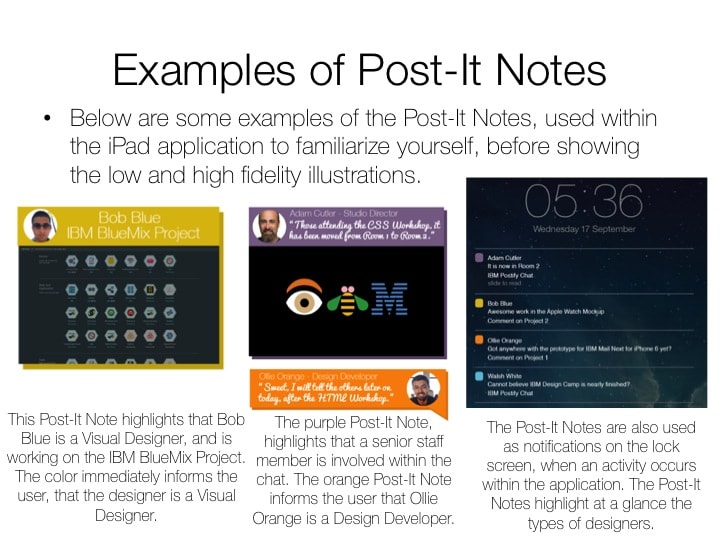 Examples of Post-It Notes
• Below are some examples of the Post-It Notes, used within
the iPad application to familiarize yourself, before showing
the low and high fidelity illustrations.
Bob Blue
IBM BlueMix Project
This Post-It Note highlights that Bob
Blue is a Visual Designer, and is
working on the IBM BlueMix Project.
The color immediately informs the
user, that the designer is a Visual
Designer.
Adam Cutler - Studio Director
“Those attending the CSS Workshop, it
has been moved from Room 1 to Room 2.”
M
Ollie Orange - Design Developer
“Sweet, I will tell the others later on
today, after the HTML Workshop.”
The purple Post-It Note,
highlights that a senior staff
member is involved within the
chat. The orange Post-It Note
informs the user that Ollie
Orange is a Design Developer.
05:36
Wednesday 17 September
Adam Cutler
It is now in Room 2
IBM Postify Chat
slide to read
Bob Blue
Awesome work in the Apple Watch Mockup
Comment on Project 2
Ollie Orange
Got anywhere with the prototype for IBM Mail Next for iPhone 6 yet?
Comment on Project 1
Walsh White
Cannot believe IBM Design Camp is nearly finished?
IBM Postify Chat
The Post-It Notes are also used
as notifications on the lock
screen, when an activity occurs
within the application. The Post-It
Notes highlight at a glance the
types of designers.